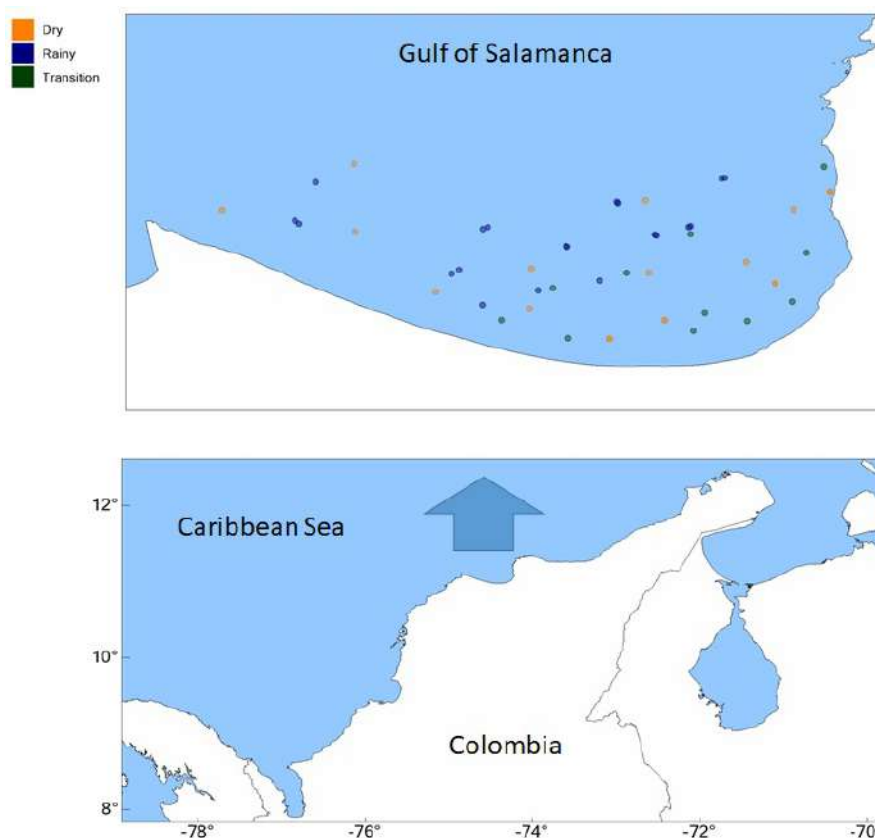 Dry
Rainy
Transition
Gulf of Salamanca
12°
Caribbean Sea
10°
Colombia
8°
-78°
-76°
-74°
-72°
-70